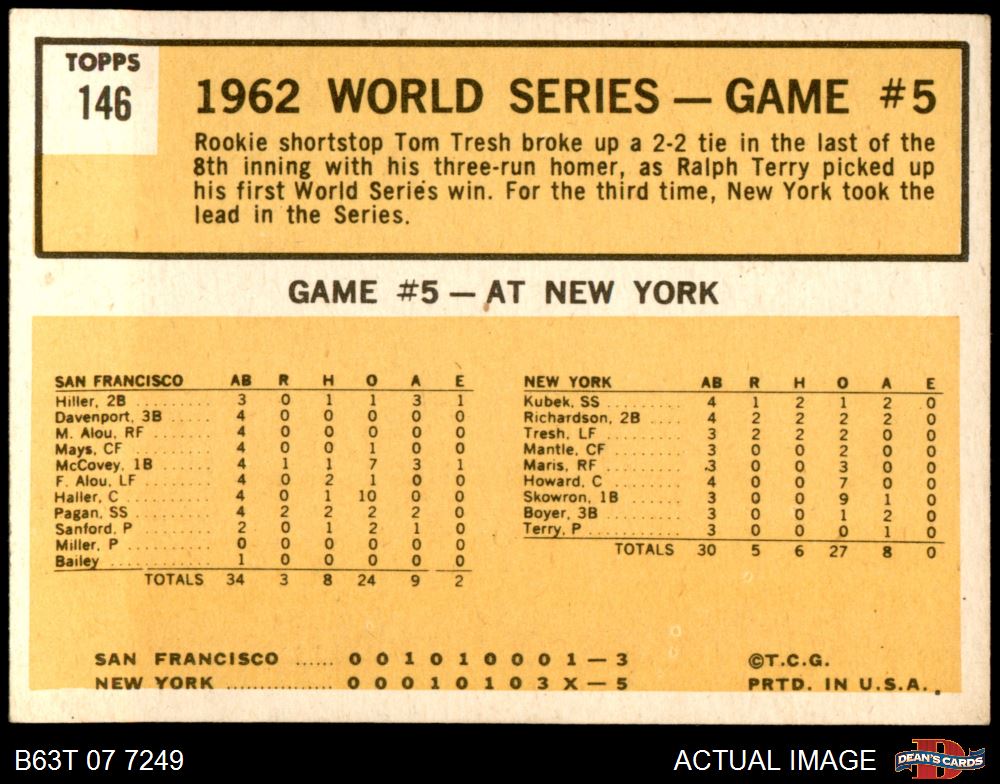 TOPPS
146
1962 WORLD SERIES — GAME #5
Rookie shortstop Tom Tresh broke up a 2-2 tie in the last of the
8th inning with his three-run homer, as Ralph Terry picked up
his first World Series win. For the third time, New York took the
lead in the Series.
GAME #5 — AT NEW YORK
SAN FRANCISCO AB R H O A E
Hiller, 2B .......... 3 0 1 1 3 1
Davenport, 3B ..... 4 0 0 0 0 0
M. Alou, RF ....... 4 0 0 0 0 0
Mays, CF .......... 4 0 0 1 0 0
McCovey, 1B ...... 4 1 1 7 3 1
F. Alou, LF ........ 4 0 2 1 0 0
Haller, C .......... 4 0 1 10 0 0
Pagan, SS ......... 4 2 2 2 2 0
Sanford, P ......... 2 0 1 2 1 0
Miller, P .......... 0 0 0 0 0 0
Bailey ............ 1 0 0 0 0 0
TOTALS 34 3 8 24 9 2
NEW YORK AB R H O A E
Kubek, SS ......... 4 1 2 1 2 0
Richardson, 2B .... 4 2 2 2 2 0
Tresh, LF ......... 3 2 2 2 0 0
Mantle, CF ........ 3 0 0 2 0 0
Maris, RF ......... 3 0 0 3 0 0
Howard, C ......... 4 0 0 7 0 0
Skowron, 1B ...... 3 0 0 9 1 0
Boyer, 3B ......... 3 0 0 1 2 0
Terry, P .......... 3 0 0 0 1 0
TOTALS 30 5 6 27 8 0
SAN FRANCISCO ...... 0 0 1 0 1 0 0 0 1 — 3
NEW YORK ............... 0 0 0 1 0 1 0 3 X — 5
©T.C.G.
PRTD. IN U.S.A.
B63T 07 7249
ACTUAL IMAGE
DEAN'S CARDS